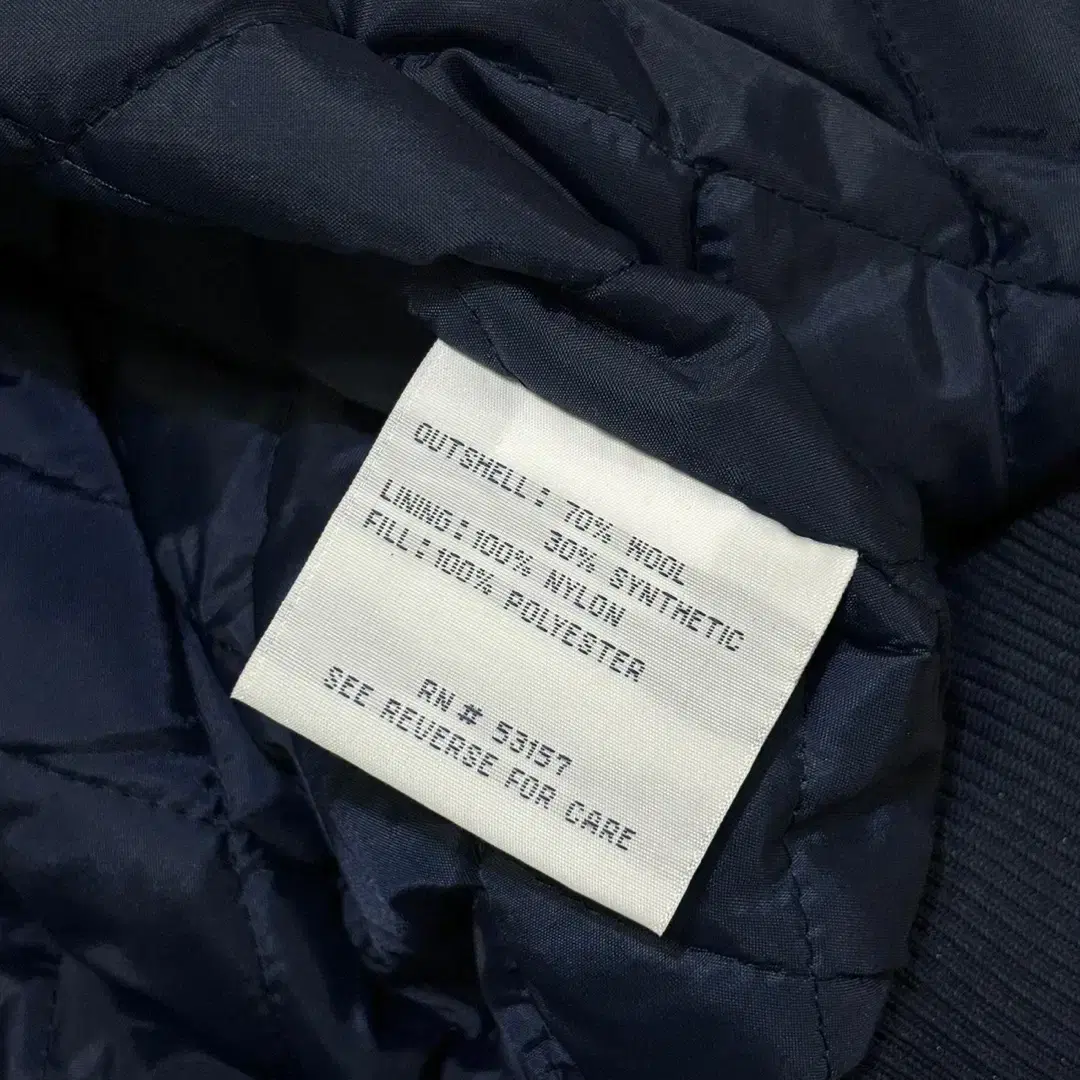 OUTSHELL: 70% WOOL
30% SYNTHETIC
LINING:100% NYLON
FILL:100% POLYESTER
RN # 53157
SEE REVERSE FOR CARE